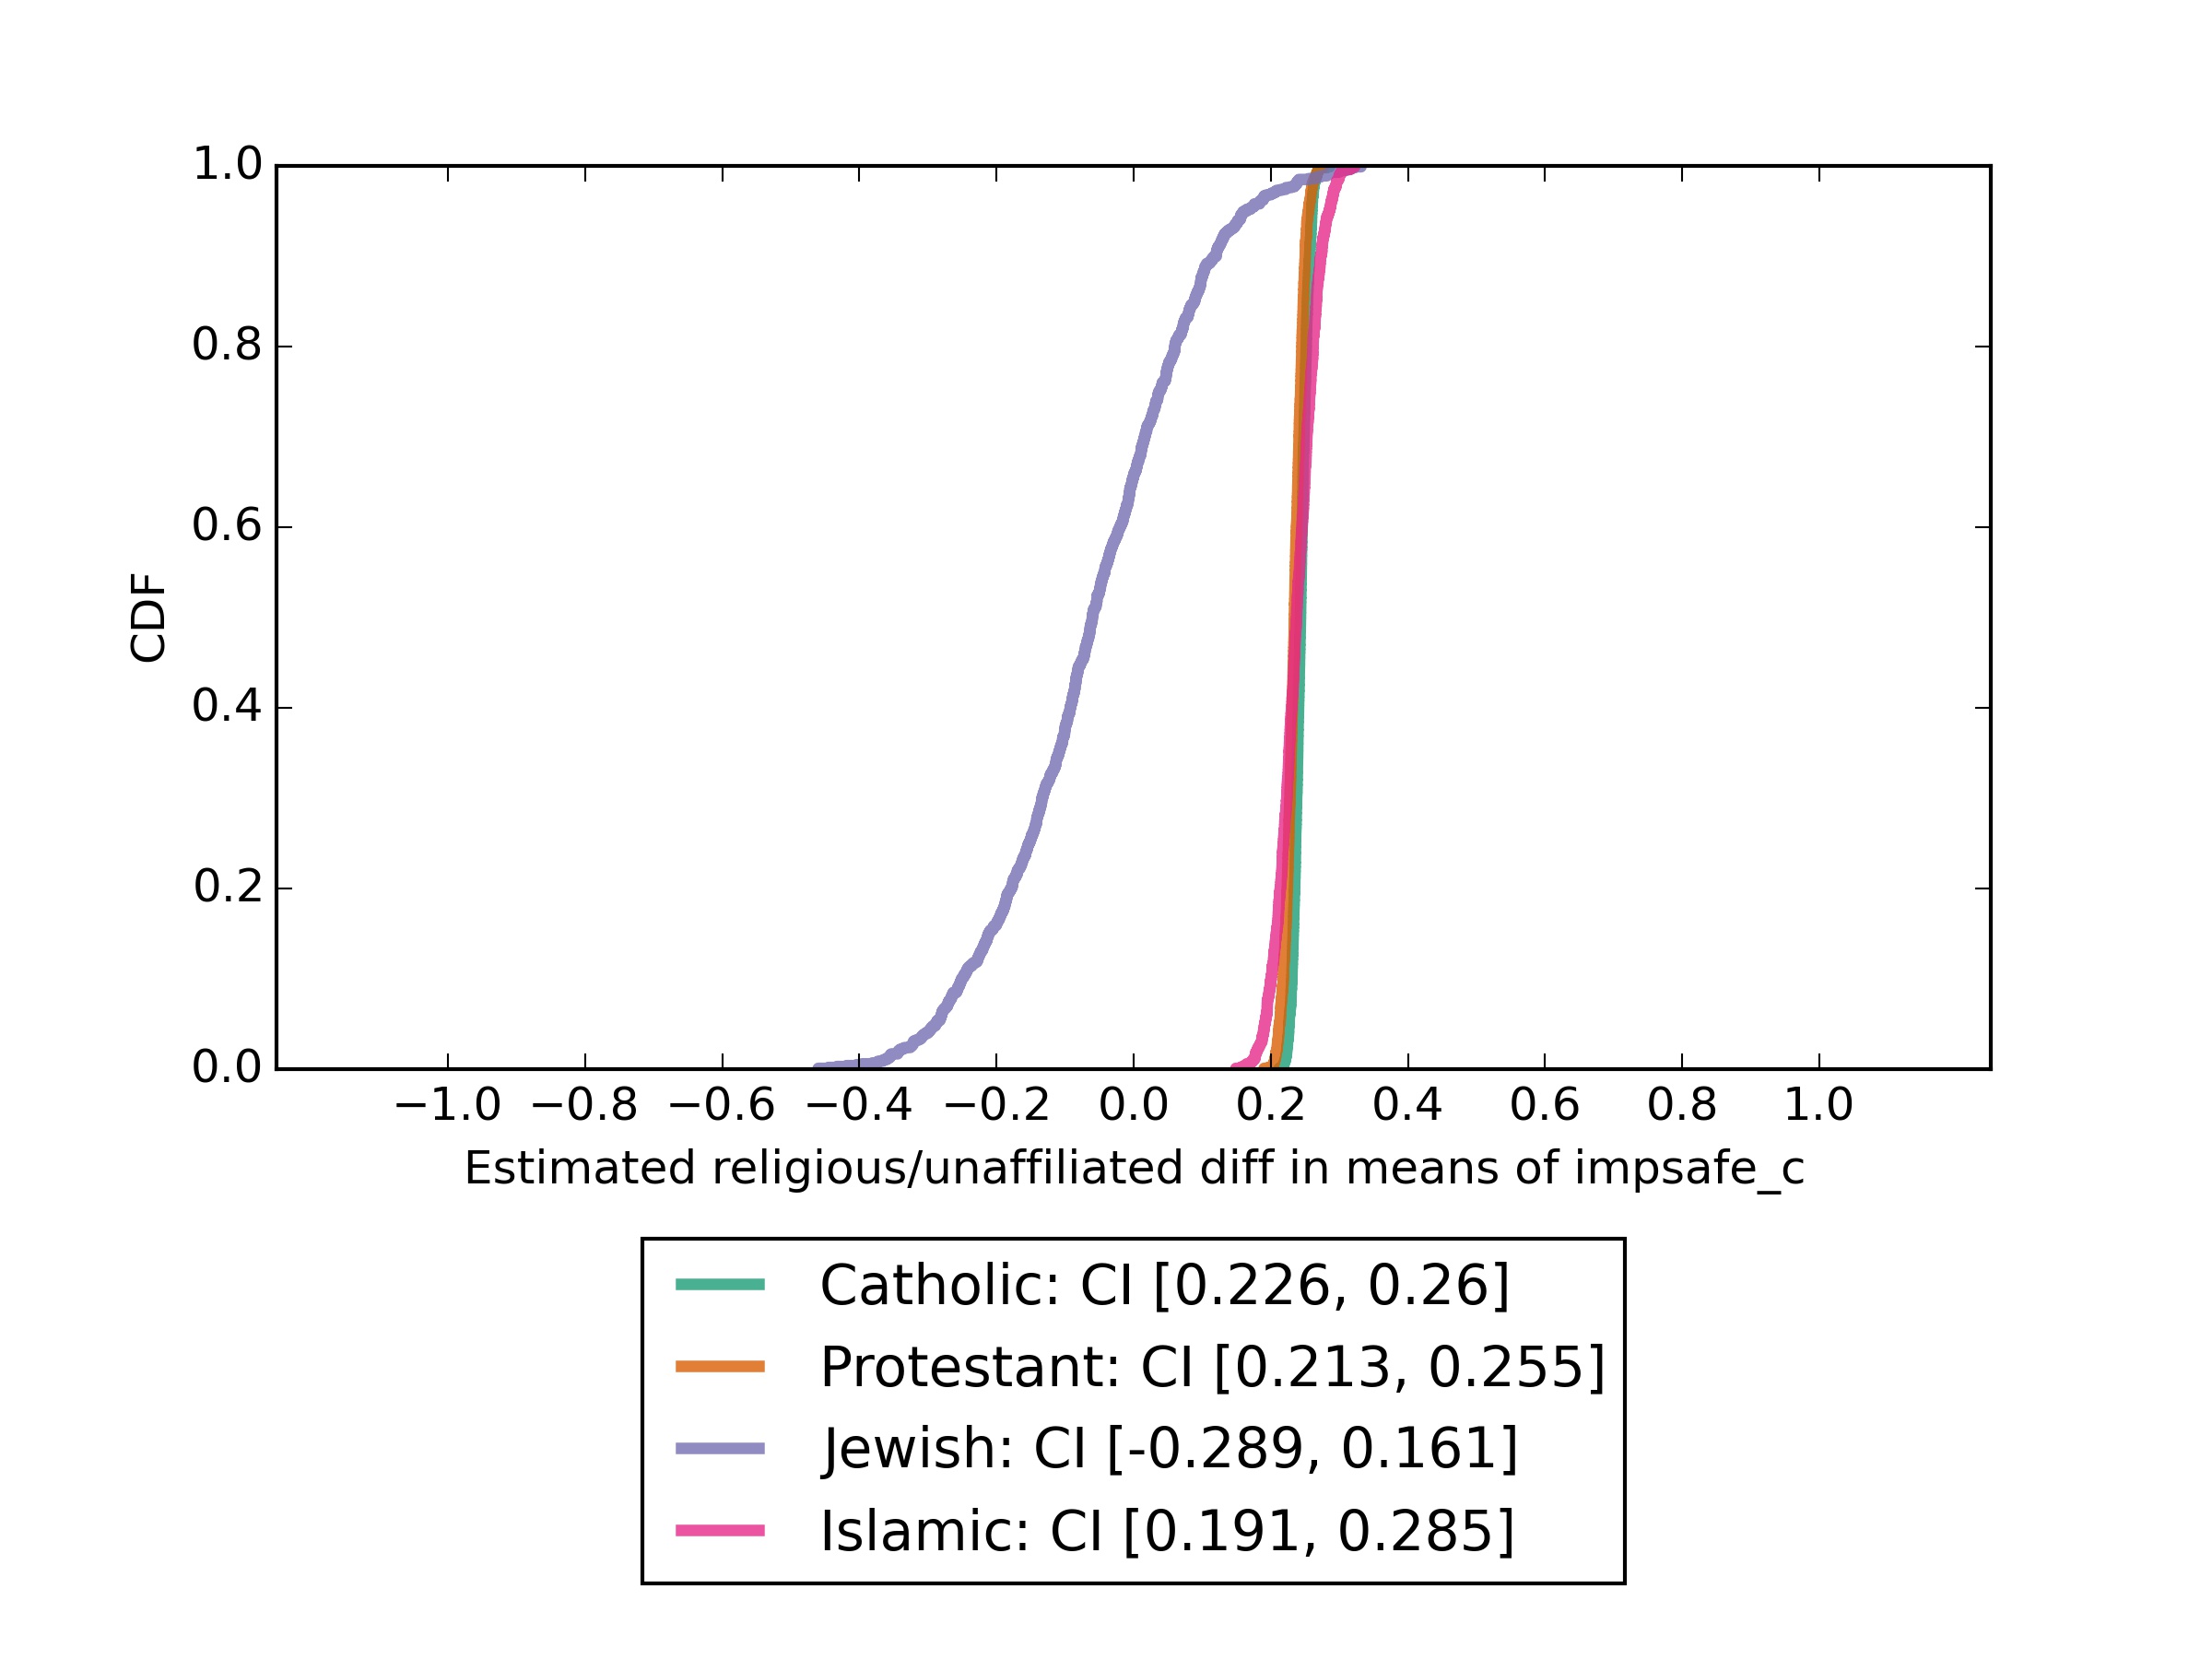 1.0
0.8
0.6
0.4
0.2
0.0
CDF
−1.0 −0.8 −0.6 −0.4 −0.2 0.0 0.2 0.4 0.6 0.8 1.0
Estimated religious/unaffiliated diff in means of impsafe_c
Catholic: CI [0.226, 0.26]
Protestant: CI [0.213, 0.255]
Jewish: CI [-0.289, 0.161]
Islamic: CI [0.191, 0.285]